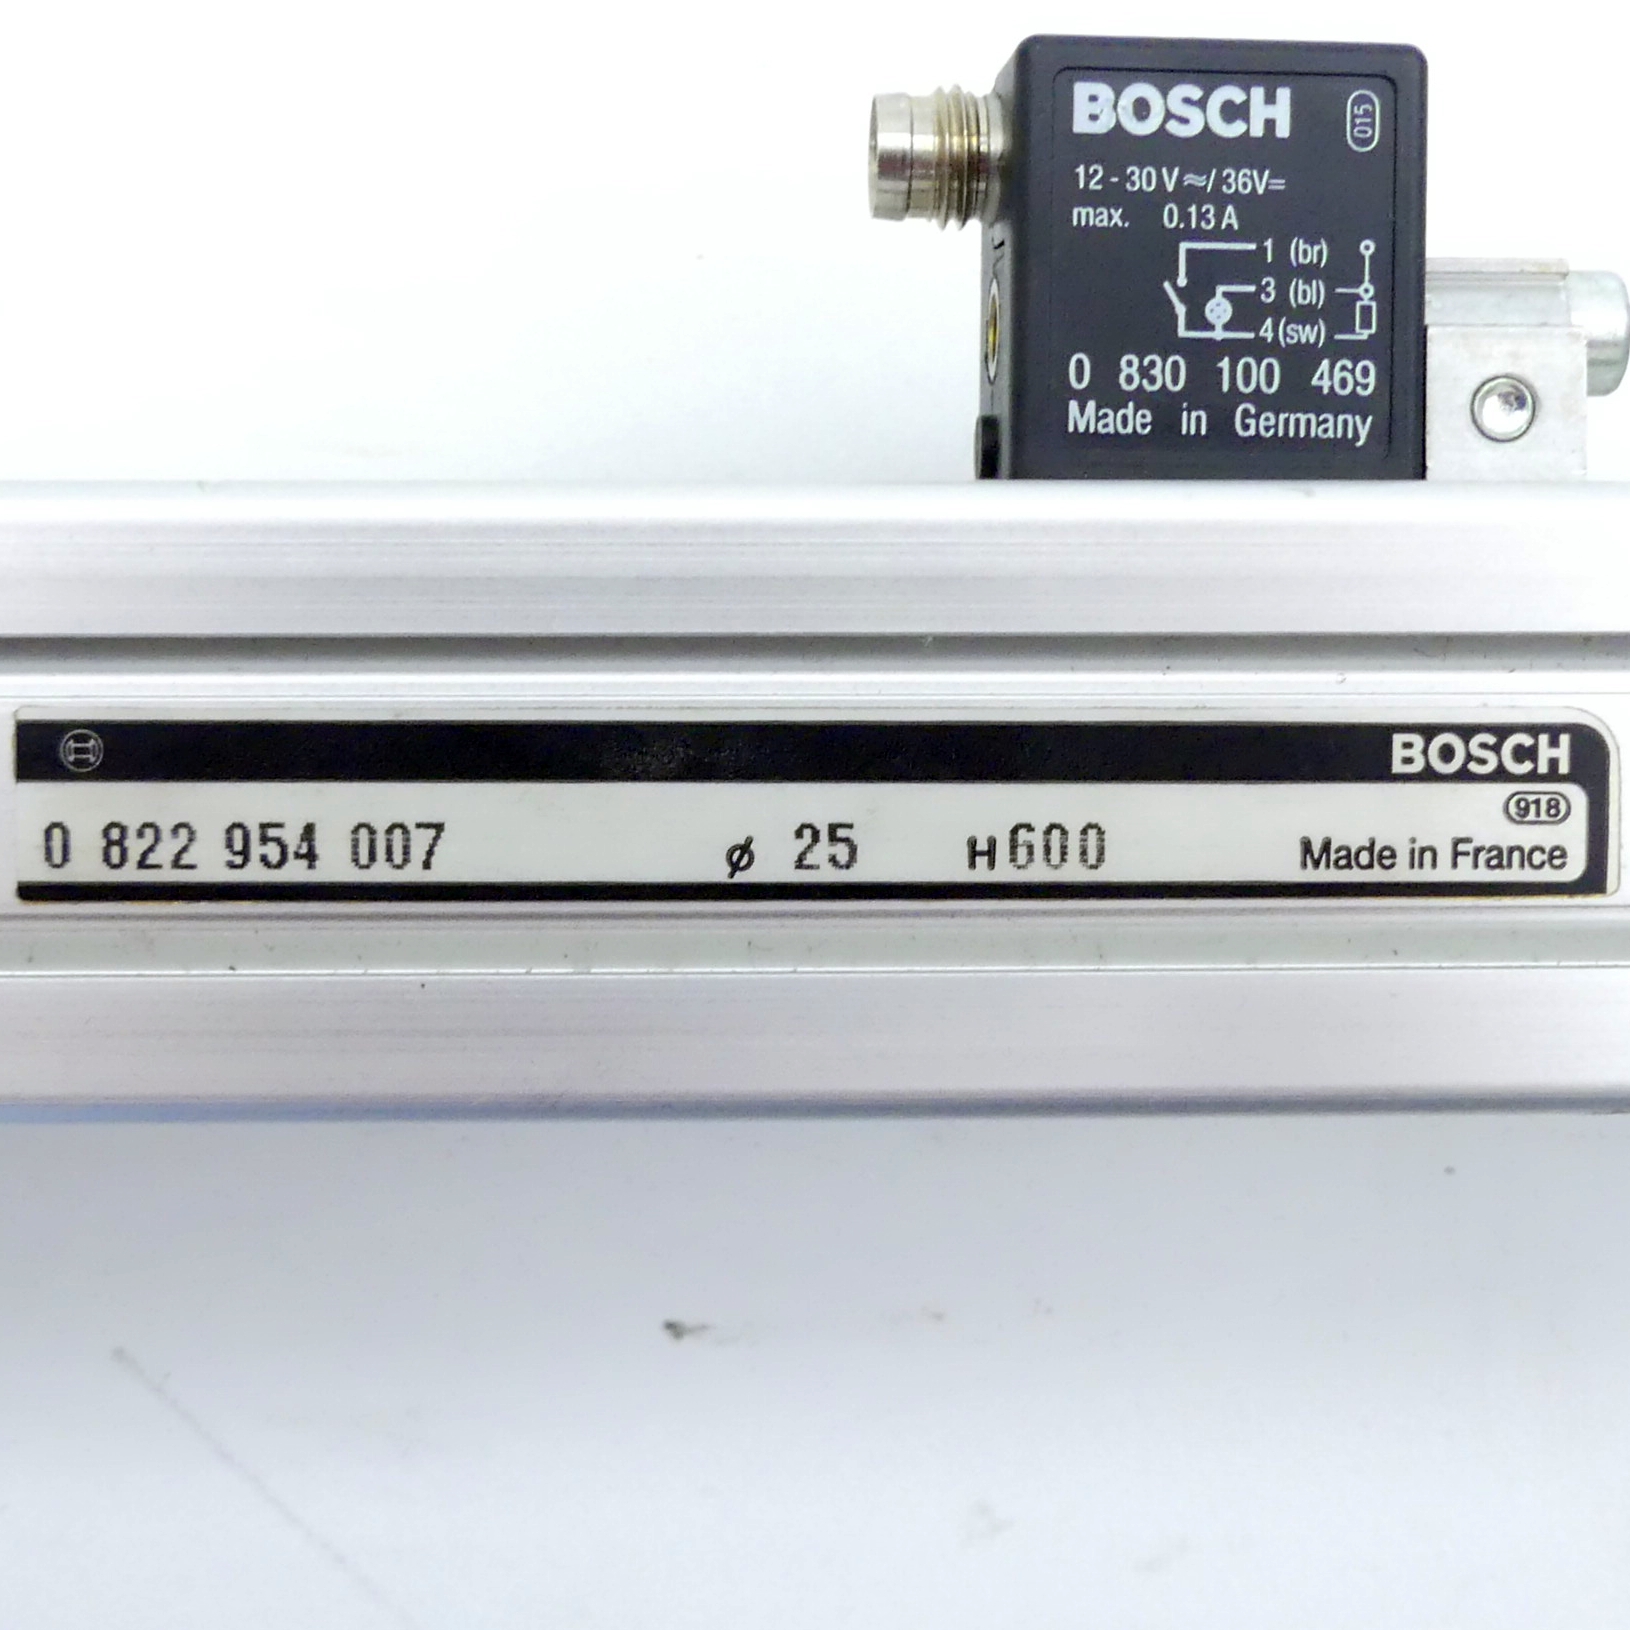 BOSCH 015
12 - 30 V ≂/ 36V=
max. 0.13 A
1 (br)
3 (bl)
4 (sw)
0 830 100 469
Made in Germany
BOSCH
918
0 822 954 007 ⌀ 25 H 600 Made in France